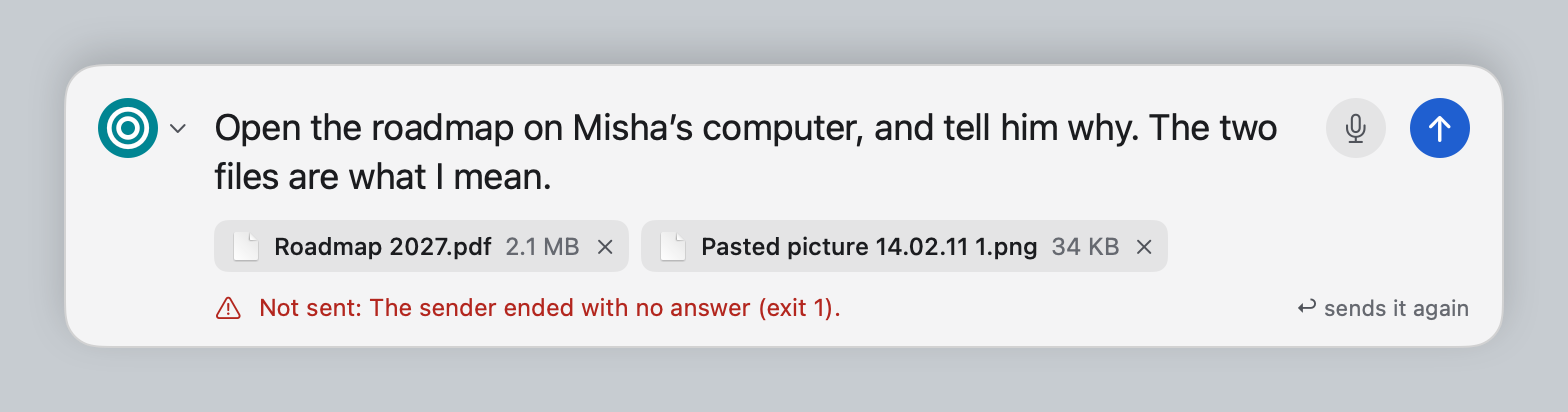 Open the roadmap on Misha’s computer, and tell him why. The two
files are what I mean.
Roadmap 2027.pdf 2.1 MB
Pasted picture 14.02.11 1.png 34 KB
Not sent: The sender ended with no answer (exit 1).
sends it again